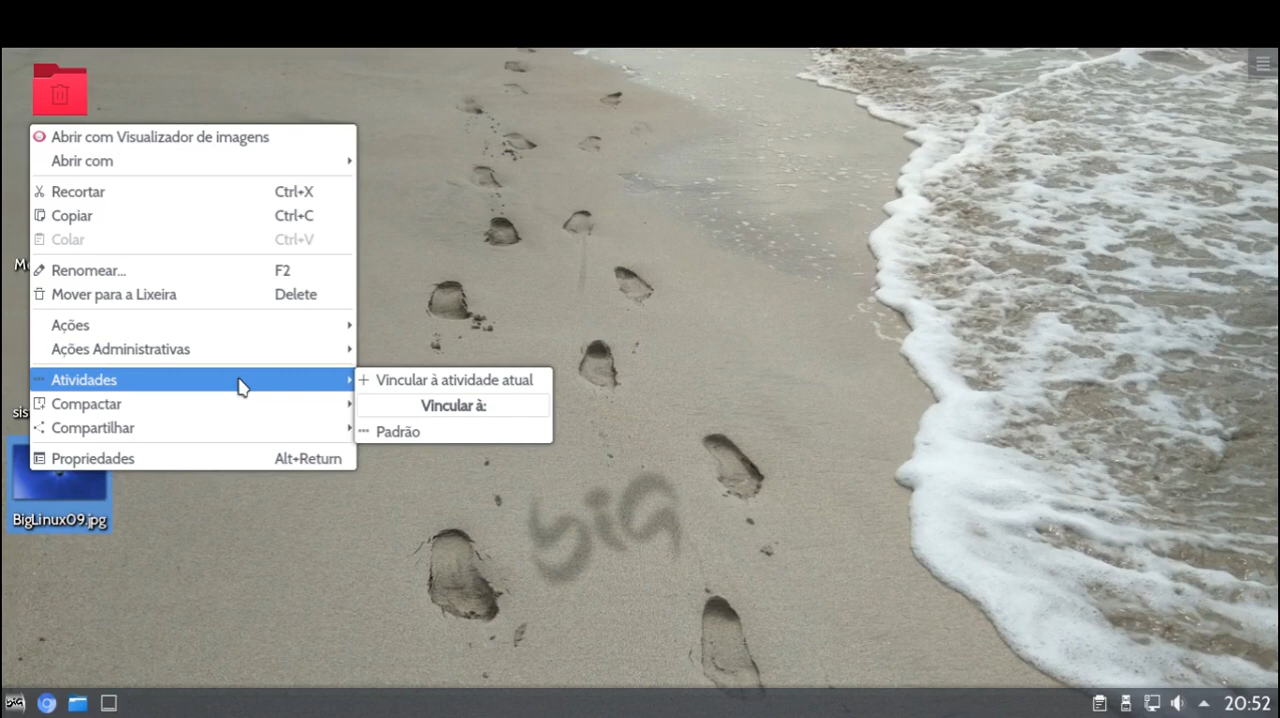 Abrir com Visualizador de imagens
Abrir com
Recortar Ctrl+X
Copiar Ctrl+C
Colar Ctrl+V
Renomear... F2
Mover para a Lixeira Delete
Ações
Ações Administrativas
Atividades
Vincular à atividade atual
Compactar
Vincular à:
Compartilhar
Padrão
Propriedades Alt+Return
BigLinux09.jpg
big
big
20:52